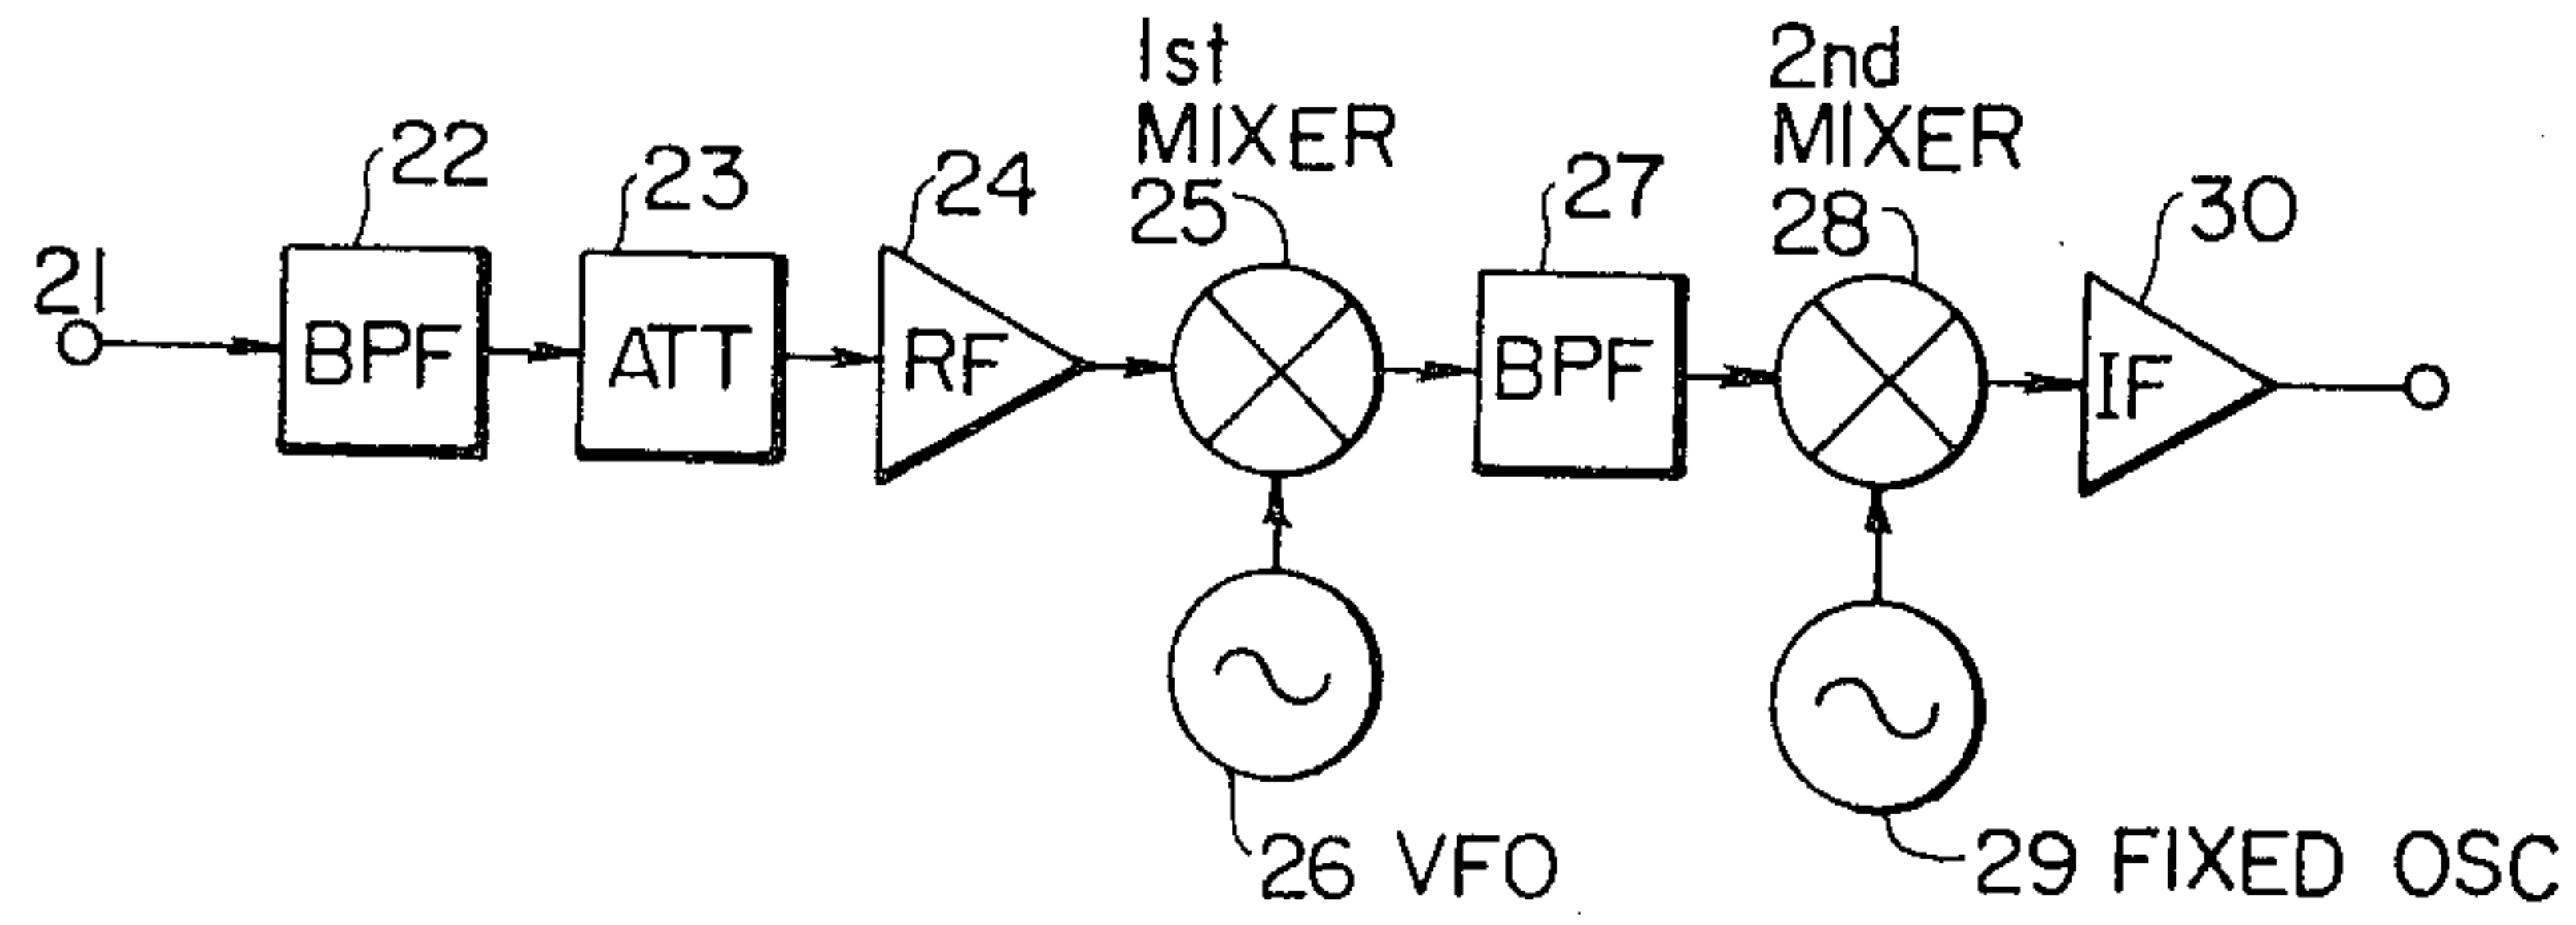 21
22
BPF
23
ATT
24
RF
1st
MIXER
25
26 VFO
27
BPF
2nd
MIXER
28
29 FIXED OSC
30
IF